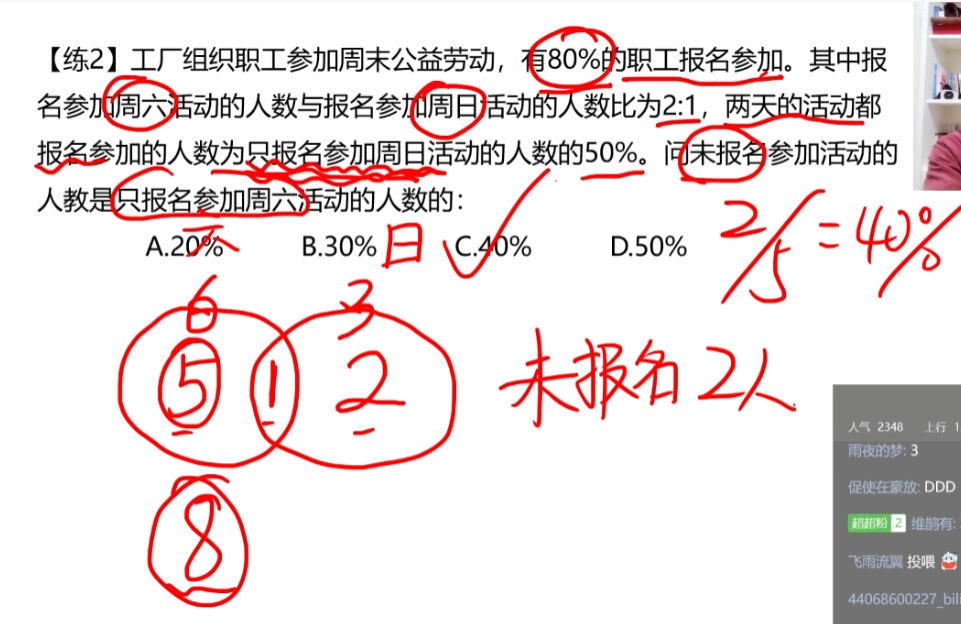 【练2】工厂组织职工参加周末公益劳动，有80%的职工报名参加。其中报
名参加周六活动的人数与报名参加周日活动的人数比为2:1，两天的活动都
报名参加的人数为只报名参加周日活动的人数的50%。问未报名参加活动的
人数是只报名参加周六活动的人数的：
A.20% B.30% C.40% D.50%
六 日
2/5=40%
6 3
5 1 2
未报名2人
8
人气 2348 上行 1
雨夜的梦: 3
促使在豪放: DDD
超超粉 2 维鹊有:
飞雨流翼 投喂
44068600227_bili